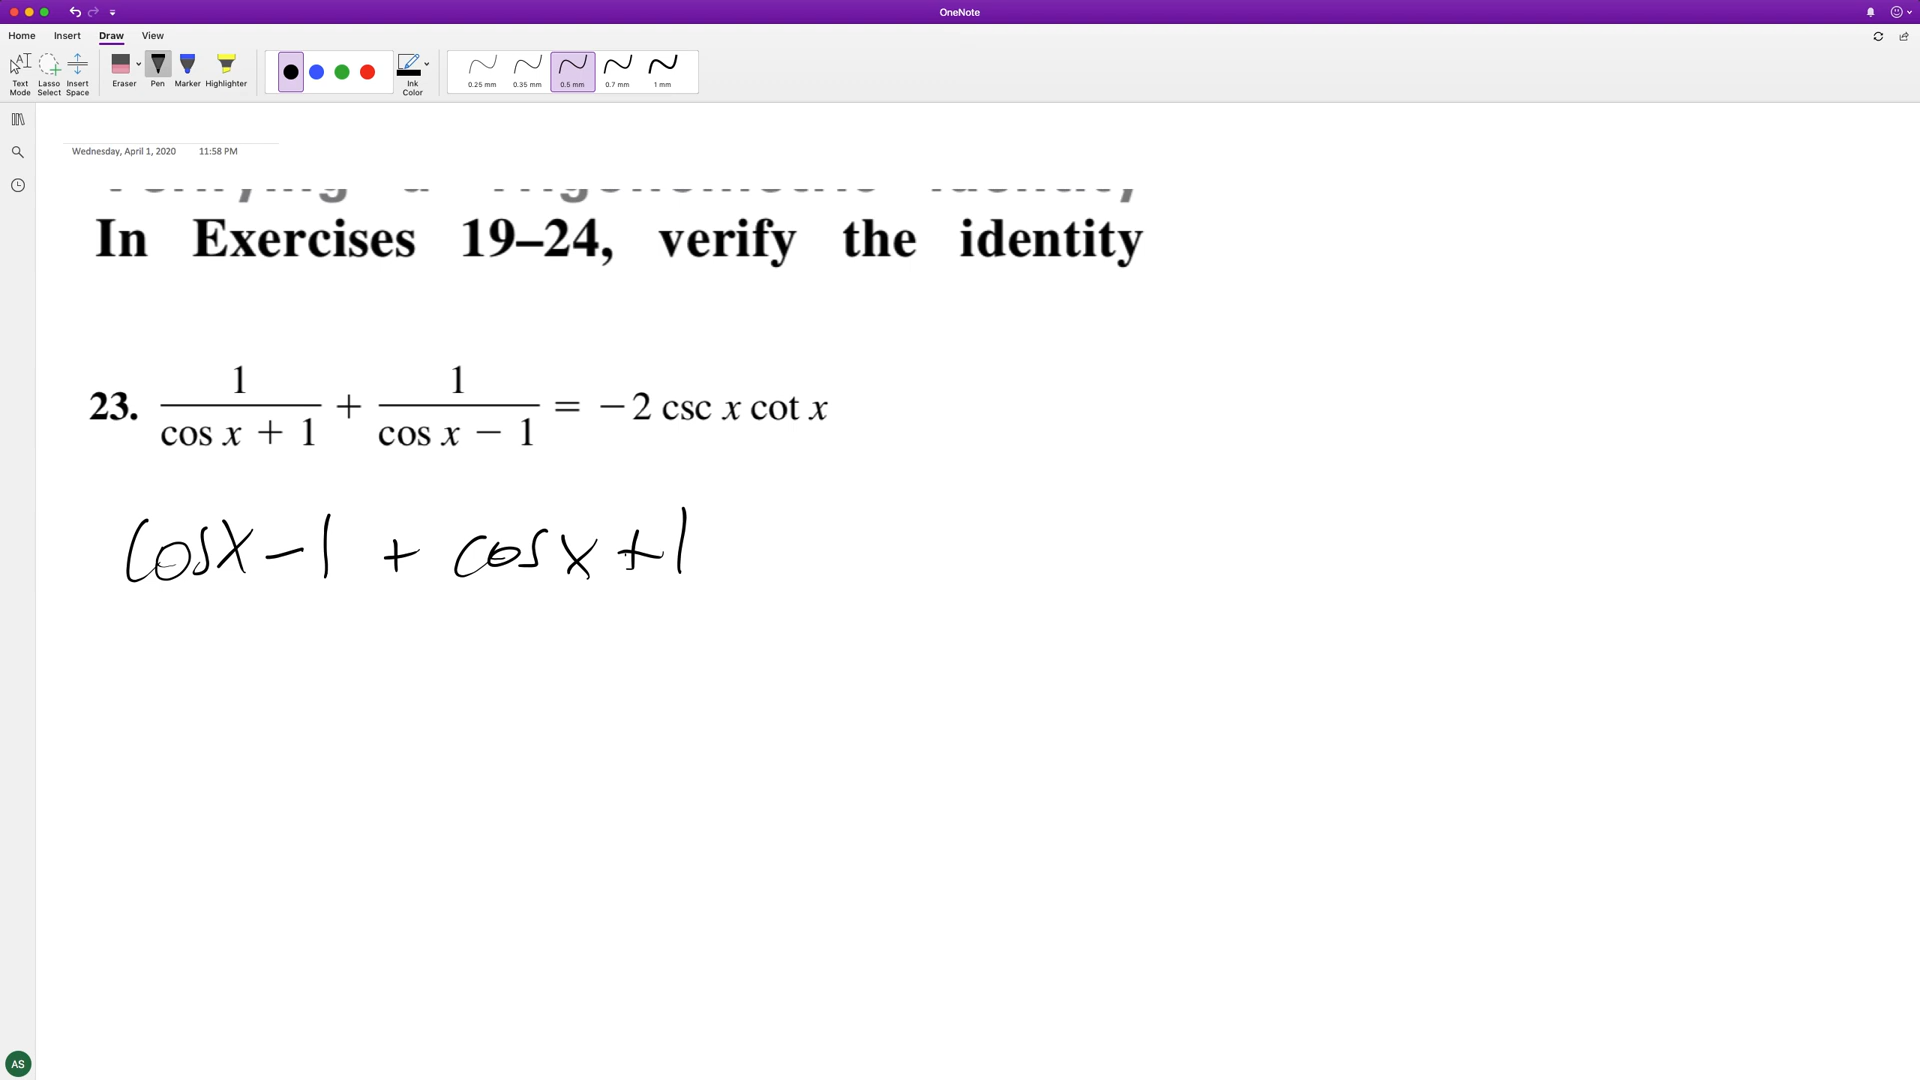 OneNote
Home Insert Draw View
Text Mode
Lasso Select
Insert Space
Eraser
Pen
Marker
Highlighter
Ink Color
0.25 mm
0.35 mm
0.5 mm
0.7 mm
1 mm
Wednesday, April 1, 2020 11:58 PM
In Exercises 19–24, verify the identity
23. 1/(cos x + 1) + 1/(cos x − 1) = −2 csc x cot x
cosx − 1 + cosx + 1
AS